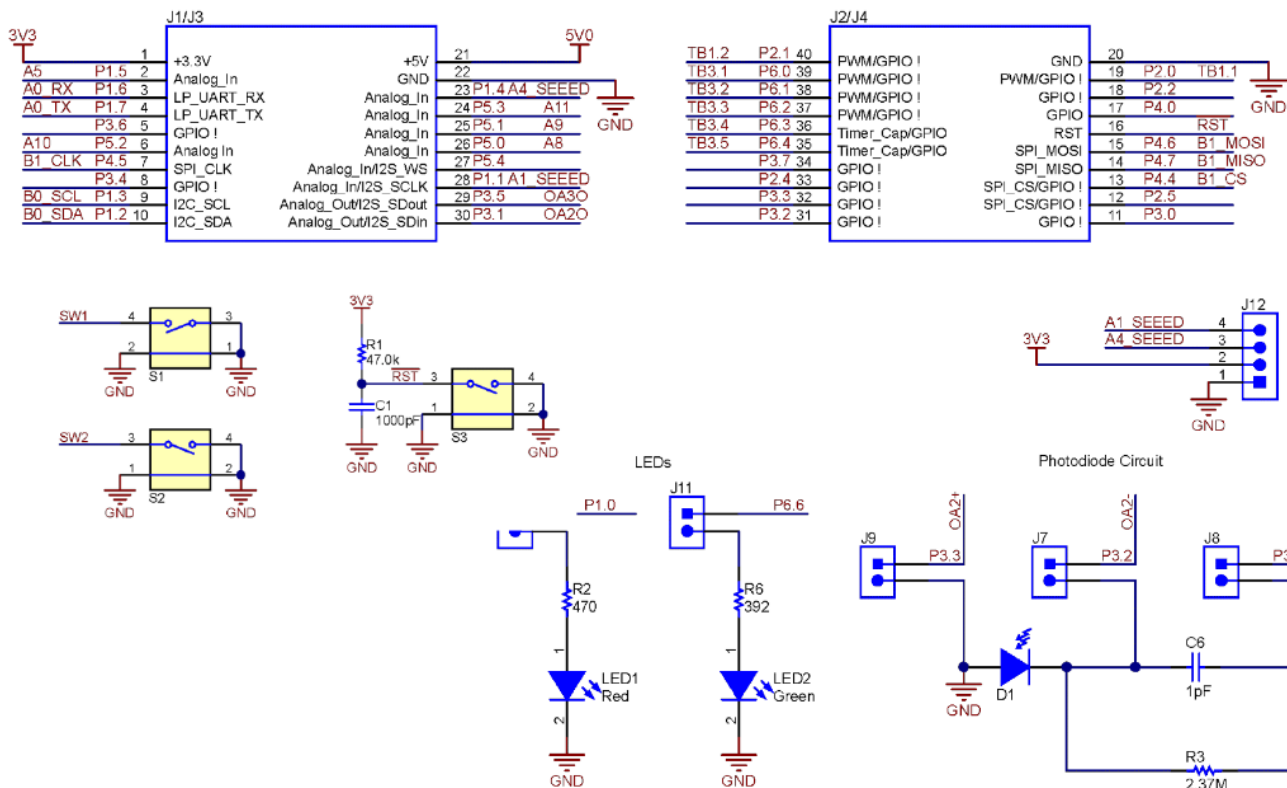 J1/J3
3V3 1 +3.3V +5V 21 5V0
A5 P1.5 2 Analog_In GND 22 GND
A0_RX P1.6 3 LP_UART_RX Analog_In 23 P1.4 A4_SEEED
A0_TX P1.7 4 LP_UART_TX Analog_In 24 P5.3 A11
P3.6 5 GPIO ! Analog_In 25 P5.1 A9
A10 P5.2 6 Analog In Analog_In 26 P5.0 A8
B1_CLK P4.5 7 SPI_CLK Analog_In/I2S_WS 27 P5.4
P3.4 8 GPIO ! Analog_In/I2S_SCLK 28 P1.1 A1_SEEED
B0_SCL P1.3 9 I2C_SCL Analog_Out/I2S_SDout 29 P3.5 OA3O
B0_SDA P1.2 10 I2C_SDA Analog_Out/I2S_SDin 30 P3.1 OA2O
J2/J4
TB1.2 P2.1 40 PWM/GPIO ! GND 20 GND
TB3.1 P6.0 39 PWM/GPIO ! PWM/GPIO ! 19 P2.0 TB1.1
TB3.2 P6.1 38 PWM/GPIO ! GPIO ! 18 P2.2
TB3.3 P6.2 37 PWM/GPIO ! GPIO 17 P4.0
TB3.4 P6.3 36 Timer_Cap/GPIO RST 16 RST
TB3.5 P6.4 35 Timer_Cap/GPIO SPI_MOSI 15 P4.6 B1_MOSI
P3.7 34 GPIO ! SPI_MISO 14 P4.7 B1_MISO
P2.4 33 GPIO ! SPI_CS/GPIO ! 13 P4.4 B1_CS
P3.3 32 GPIO ! SPI_CS/GPIO ! 12 P2.5
P3.2 31 GPIO ! GPIO ! 11 P3.0
SW1 4 3
2 1
GND S1 GND
SW2 3 4
1 2
GND S2 GND
3V3
R1
47.0k
RST 3 4
C1
1000pF
1 2
GND GND S3 GND
J12
A1_SEEED 4
A4_SEEED 3
3V3 2
1
GND
LEDs
P1.0
J11 P6.6
R2
470
R6
392
1 1
LED1
Red
LED2
Green
2 2
GND GND
Photodiode Circuit
OA2+ OA2-
J9 P3.3
J7 P3.2
J8
GND D1
C6
1pF
R3
2.37M